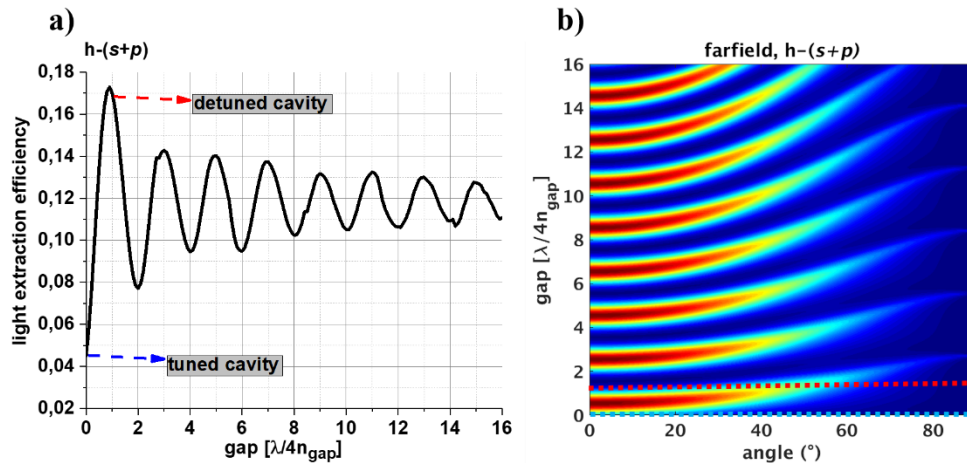 a)
h-(s+p)
light extraction efficiency
0,18
0,16
0,14
0,12
0,10
0,08
0,06
0,04
0,02
detuned cavity
tuned cavity
0 2 4 6 8 10 12 14 16
gap [λ/4n_gap]
b)
farfield, h-(s+p)
gap [λ/4n_gap]
16
14
12
10
8
6
4
2
0
0 20 40 60 80
angle (°)